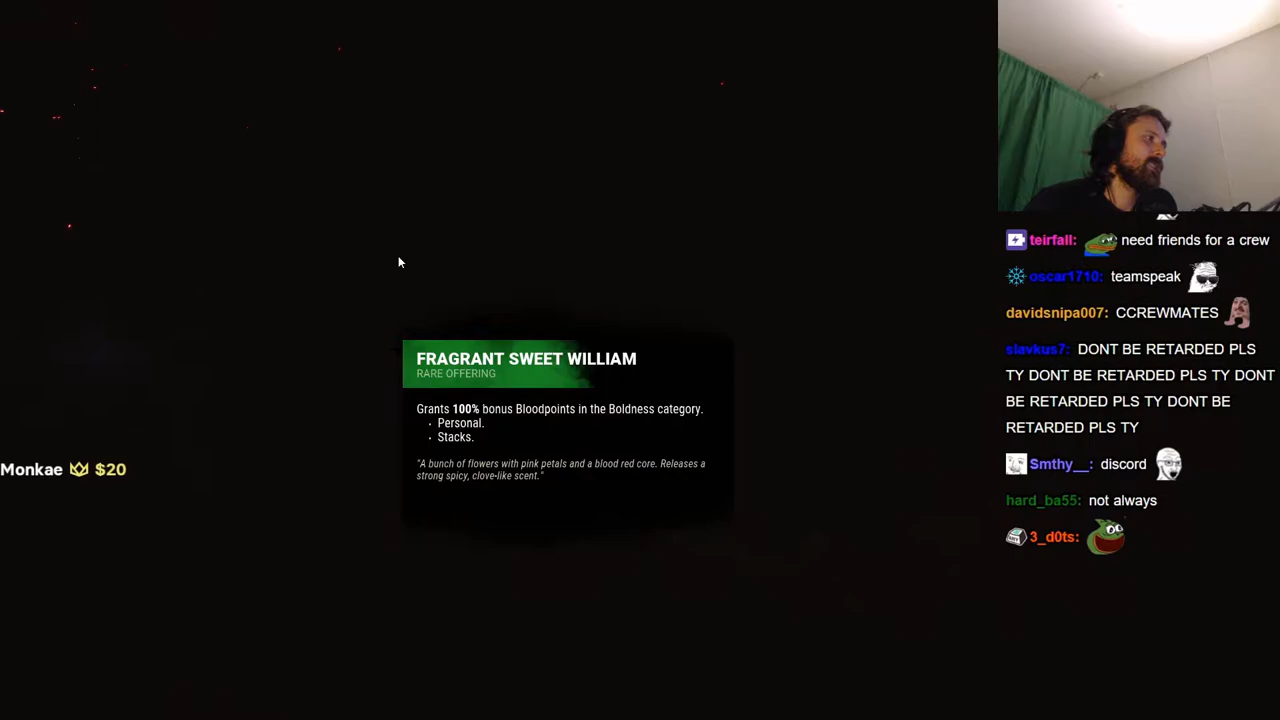 FRAGRANT SWEET WILLIAM
RARE OFFERING
Grants 100% bonus Bloodpoints in the Boldness category.
· Personal.
· Stacks.
"A bunch of flowers with pink petals and a blood red core. Releases a
strong spicy, clove-like scent."
Monkae $20
teirfall: need friends for a crew
oscar1710: teamspeak
davidsnipa007: CCREWMATES
slavkus7: DONT BE RETARDED PLS
TY DONT BE RETARDED PLS TY DONT
BE RETARDED PLS TY DONT BE
RETARDED PLS TY
Smthy__: discord
hard_ba55: not always
3_d0ts: